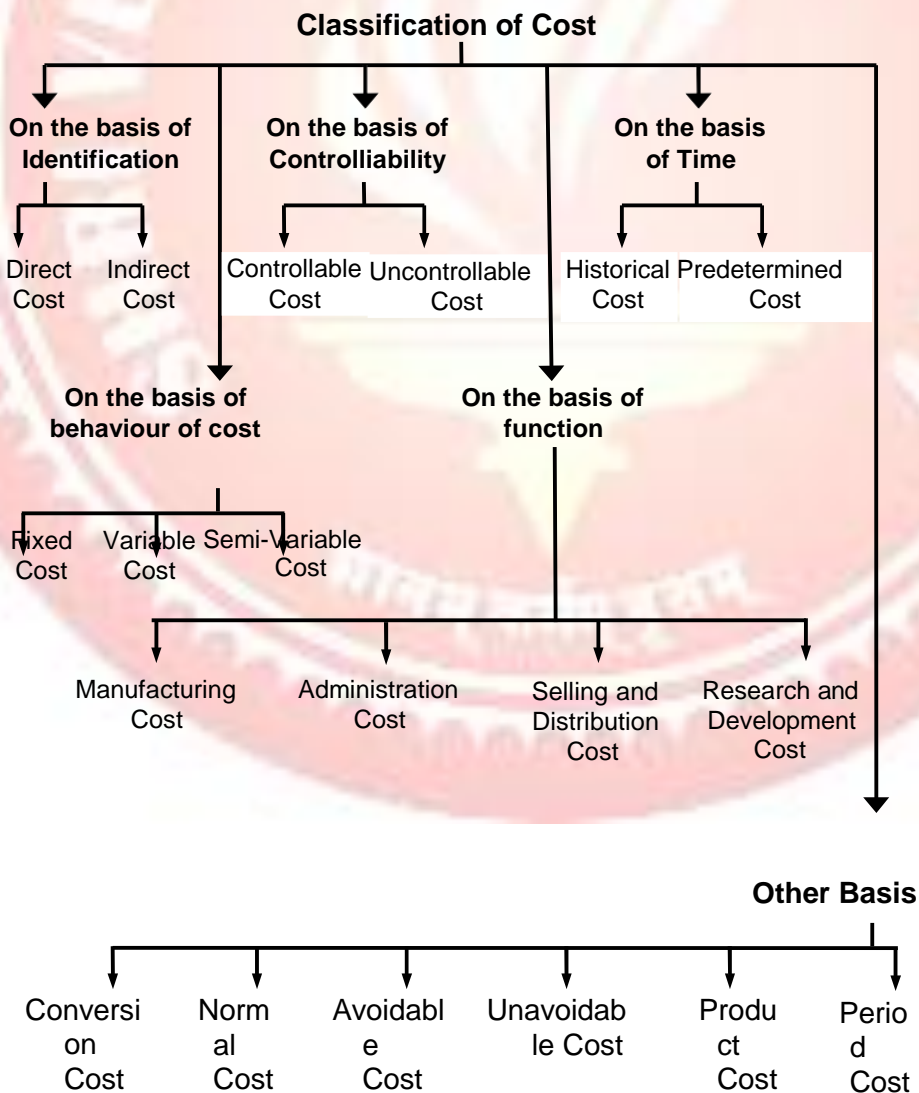 Classification of Cost
On the basis of
Identification
On the basis of
Controlliability
On the basis
of Time
Direct
Cost
Indirect
Cost
Controllable
Cost
Uncontrollable
Cost
Historical
Cost
Predetermined
Cost
On the basis of
behaviour of cost
On the basis of
function
Fixed
Cost
Variable
Cost
Semi-Variable
Cost
Manufacturing
Cost
Administration
Cost
Selling and
Distribution
Cost
Research and
Development
Cost
Other Basis
Conversi
on
Cost
Norm
al
Cost
Avoidabl
e
Cost
Unavoidab
le Cost
Produ
ct
Cost
Perio
d
Cost